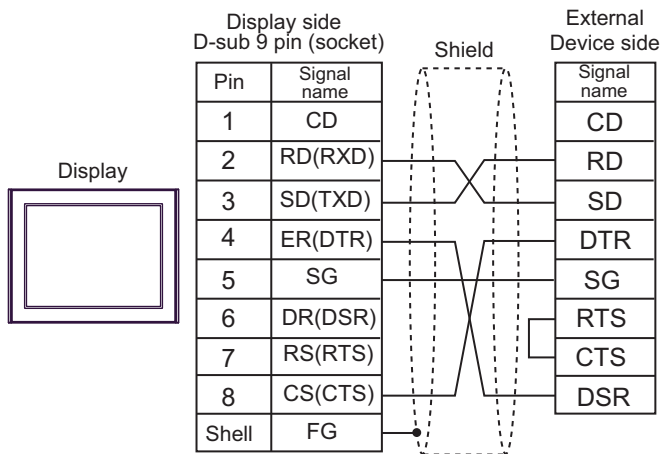 Display side
D-sub 9 pin (socket)
Shield
External
Device side
Pin
Signal
name
Signal
name
1 CD CD
2 RD(RXD) RD
Display
3 SD(TXD) SD
4 ER(DTR) DTR
5 SG SG
6 DR(DSR) RTS
7 RS(RTS) CTS
8 CS(CTS) DSR
Shell FG